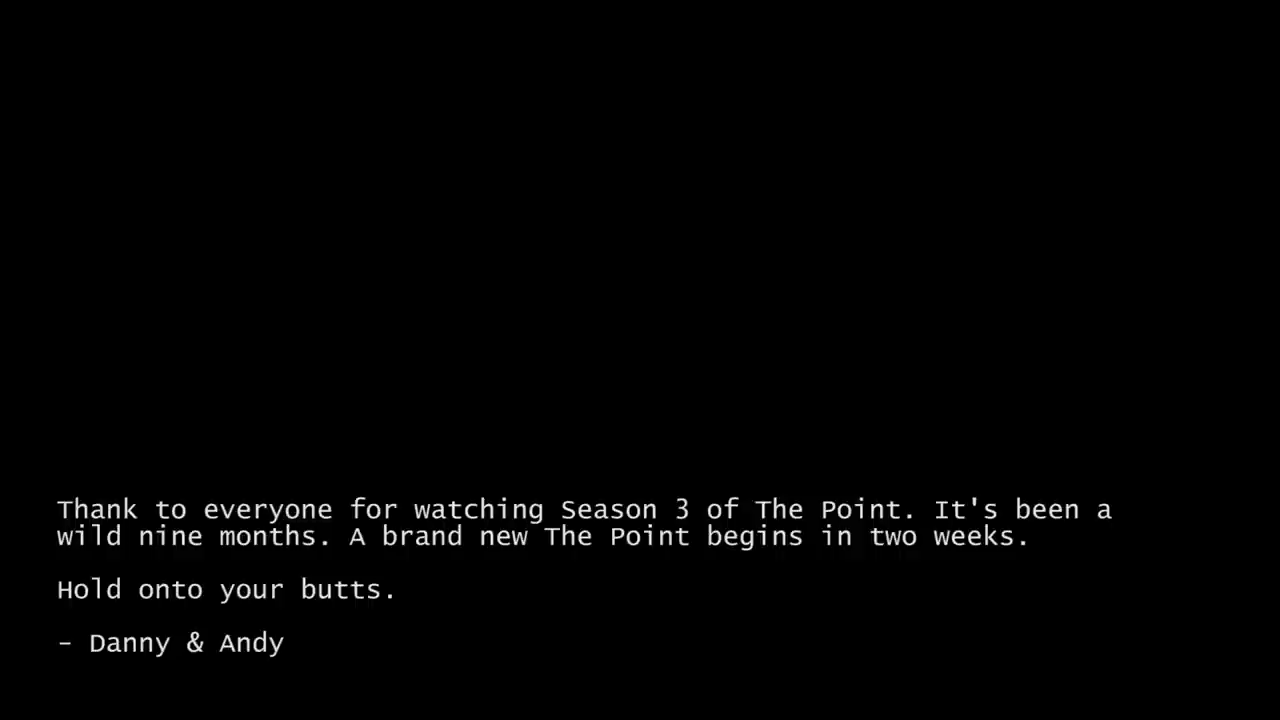 Thank to everyone for watching Season 3 of The Point. It's been a
wild nine months. A brand new The Point begins in two weeks.
Hold onto your butts.
– Danny & Andy